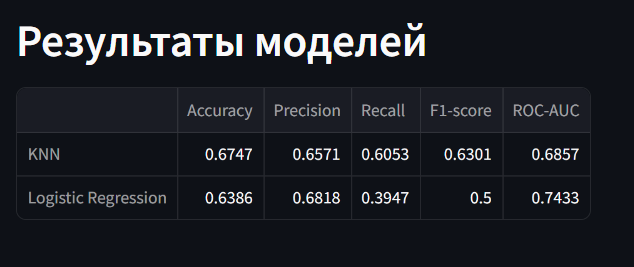 Результаты моделей
Accuracy Precision Recall F1-score ROC-AUC
KNN 0.6747 0.6571 0.6053 0.6301 0.6857
Logistic Regression 0.6386 0.6818 0.3947 0.5 0.7433